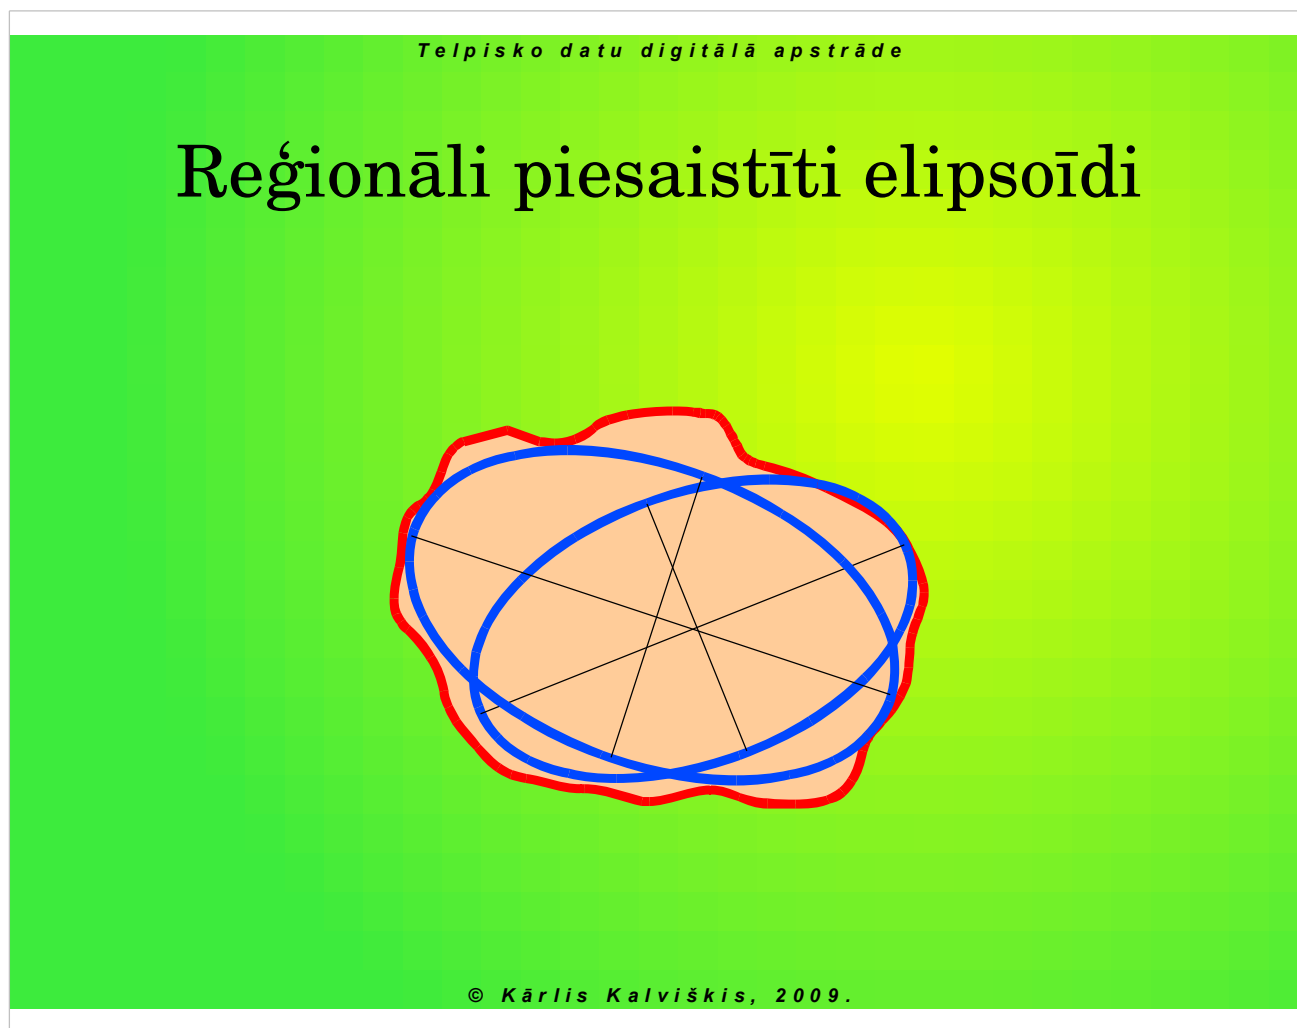 Telpisko datu digitālā apstrāde
Reģionāli piesaistīti elipsoīdi
© Kārlis Kalviškis, 2009.